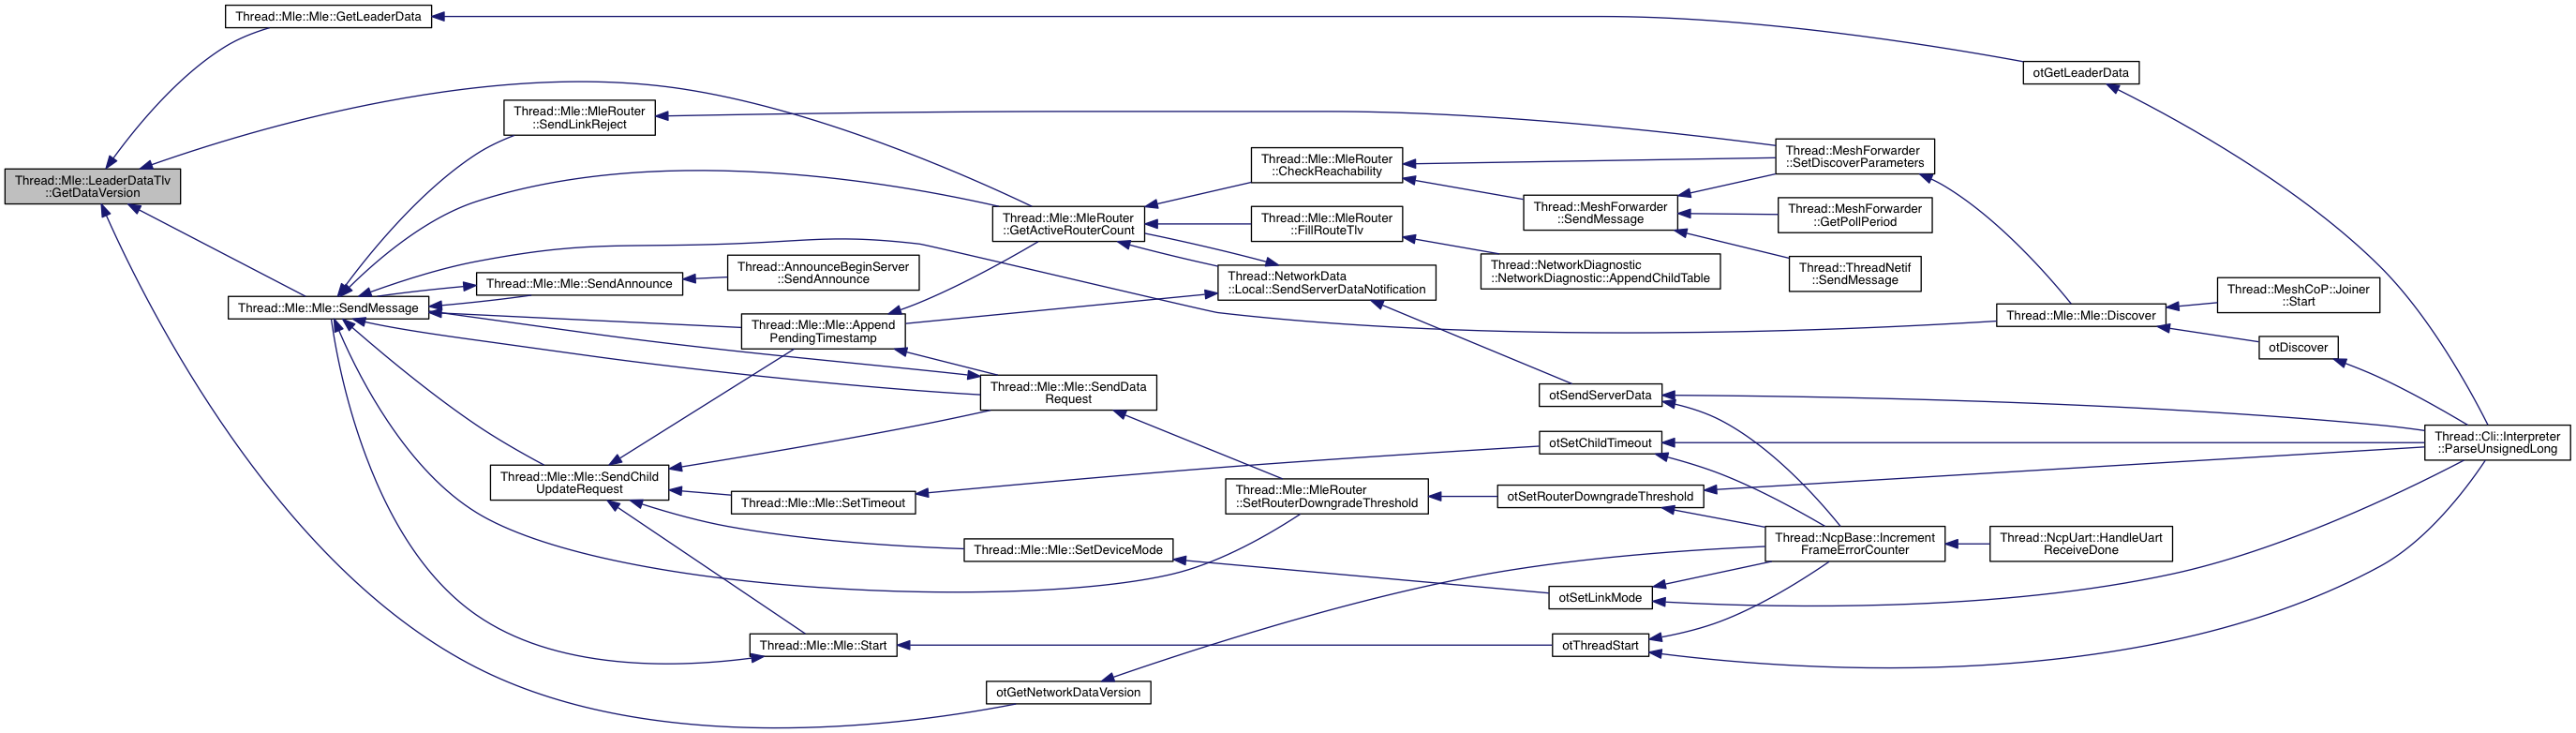 Thread::Mle::Mle::GetLeaderData
otGetLeaderData
Thread::Mle::MleRouter
::SendLinkReject
Thread::Mle::LeaderDataTlv
::GetDataVersion
Thread::Mle::MleRouter
::CheckReachability
Thread::MeshForwarder
::SetDiscoverParameters
Thread::Mle::MleRouter
::GetActiveRouterCount
Thread::Mle::MleRouter
::FillRouteTlv
Thread::MeshForwarder
::SendMessage
Thread::MeshForwarder
::GetPollPeriod
Thread::AnnounceBeginServer
::SendAnnounce
Thread::Mle::Mle::SendAnnounce
Thread::NetworkData
::Local::SendServerDataNotification
Thread::NetworkDiagnostic
::NetworkDiagnostic::AppendChildTable
Thread::ThreadNetif
::SendMessage
Thread::Mle::Mle::SendMessage
Thread::Mle::Mle::Append
PendingTimestamp
Thread::Mle::Mle::Discover
Thread::MeshCoP::Joiner
::Start
otDiscover
Thread::Mle::Mle::SendData
Request
otSendServerData
otSetChildTimeout
Thread::Cli::Interpreter
::ParseUnsignedLong
Thread::Mle::Mle::SendChild
UpdateRequest
Thread::Mle::Mle::SetTimeout
Thread::Mle::MleRouter
::SetRouterDowngradeThreshold
otSetRouterDowngradeThreshold
Thread::Mle::Mle::SetDeviceMode
Thread::NcpBase::Increment
FrameErrorCounter
Thread::NcpUart::HandleUart
ReceiveDone
otSetLinkMode
Thread::Mle::Mle::Start
otThreadStart
otGetNetworkDataVersion